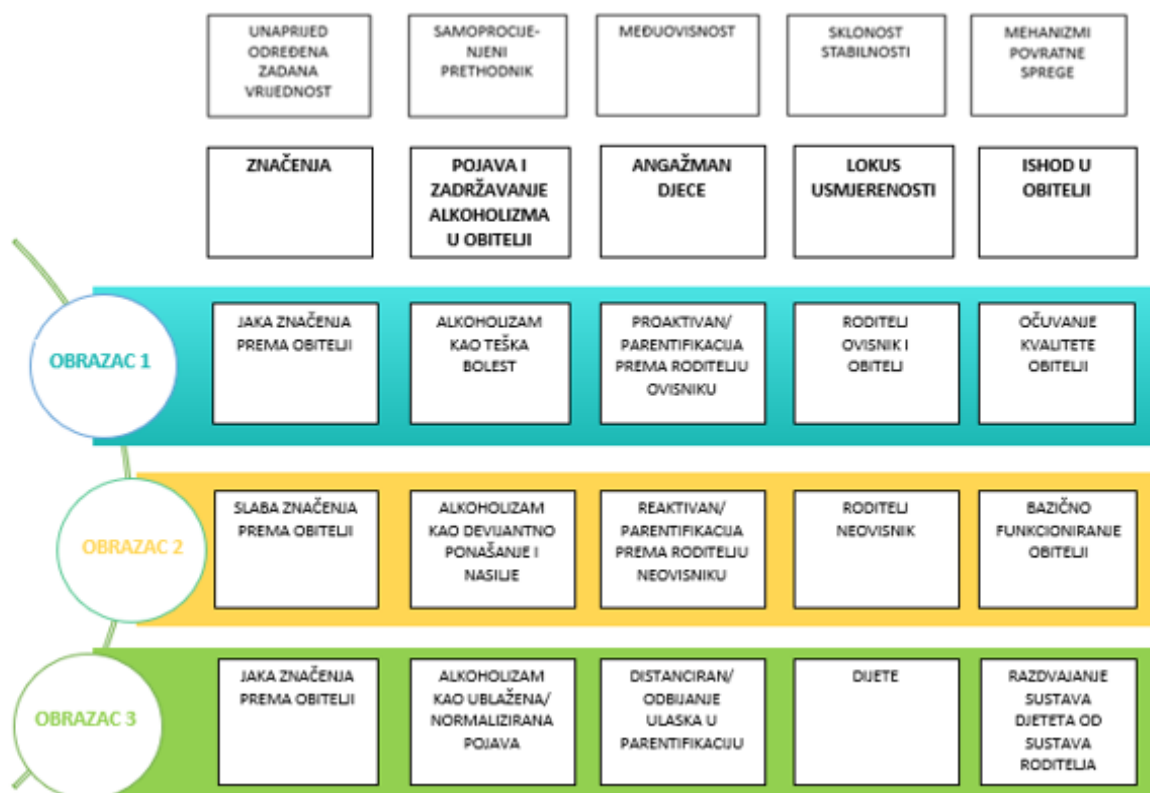 UNAPRIJED
ODREĐENA
ZADANA
VRIJEDNOST
SAMOPROCIJE-
NJENI
PRETHODNIK
MEĐUOVISNOST
SKLONOST
STABILNOSTI
MEHANIZMI
POVRATNE
SPREGE
ZNAČENJA
POJAVA I
ZADRŽAVANJE
ALKOHOLIZMA
U OBITELJI
ANGAŽMAN
DJECE
LOKUS
USMJERENOSTI
ISHOD U
OBITELJI
OBRAZAC 1
JAKA ZNAČENJA
PREMA OBITELJI
ALKOHOLIZAM
KAO TEŠKA
BOLEST
PROAKTIVAN/
PARENTIFIKACIJA
PREMA RODITELJU
OVISNIKU
RODITELJ
OVISNIK I
OBITELJ
OČUVANJE
KVALITETE
OBITELJI
OBRAZAC 2
SLABA ZNAČENJA
PREMA OBITELJI
ALKOHOLIZAM
KAO DEVIJANTNO
PONAŠANJE I
NASILJE
REAKTIVAN/
PARENTIFIKACIJA
PREMA RODITELJU
NEOVISNIKU
RODITELJ
NEOVISNIK
BAZIČNO
FUNKCIONIRANJE
OBITELJI
OBRAZAC 3
JAKA ZNAČENJA
PREMA OBITELJI
ALKOHOLIZAM
KAO UBLAŽENA/
NORMALIZIRANA
POJAVA
DISTANCIRAN/
ODBIJANJE
ULASKA U
PARENTIFIKACIJU
DIJETE
RAZDVAJANJE
SUSTAVA
DJETETA OD
SUSTAVA
RODITELJA